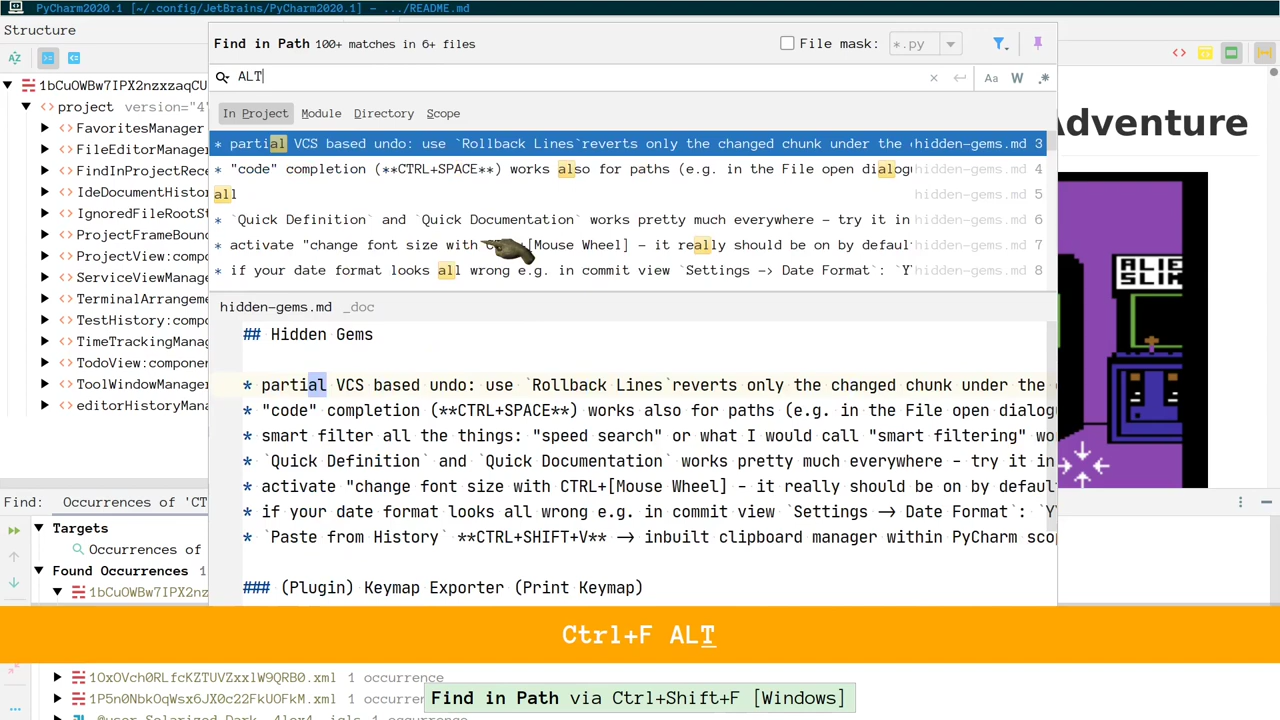 PyCharm2020.1 [~/.config/JetBrains/PyCharm2020.1] – .../README.md
Structure
1bCuOWBw7IPX2nzxzaqCU
project version="4"
FavoritesManager
FileEditorManager
FindInProjectRece
IdeDocumentHisto
IgnoredFileRootSt
ProjectFrameBoun
ProjectView:compo
ServiceViewManage
TerminalArrangeme
TestHistory:compo
TimeTrackingManag
TodoView:component
ToolWindowManager
editorHistoryMana
Find in Path 100+ matches in 6+ files
File mask: *.py
ALT
Aa W .*
In Project Module Directory Scope
* partial VCS based undo: use `Rollback Lines`reverts only the changed chunk under the hidden-gems.md 3
* "code" completion (**CTRL+SPACE**) works also for paths (e.g. in the File open dialog hidden-gems.md 4
all hidden-gems.md 5
* `Quick Definition` and `Quick Documentation` works pretty much everywhere – try it in hidden-gems.md 6
* activate "change font size with [Mouse Wheel] – it really should be on by defaul hidden-gems.md 7
* if your date format looks all wrong e.g. in commit view `Settings –> Date Format`: `Y hidden-gems.md 8
hidden-gems.md _doc
## Hidden Gems
* partial VCS based undo: use `Rollback Lines`reverts only the changed chunk under the
* "code" completion (**CTRL+SPACE**) works also for paths (e.g. in the File open dialog
* smart filter all the things: "speed search" or what I would call "smart filtering" wo
* `Quick Definition` and `Quick Documentation` works pretty much everywhere – try it in
* activate "change font size with CTRL+[Mouse Wheel] – it really should be on by defaul
* if your date format looks all wrong e.g. in commit view `Settings –> Date Format`: `Y
* `Paste from History` **CTRL+SHIFT+V** –> inbuilt clipboard manager within PyCharm sco
### (Plugin) Keymap Exporter (Print Keymap)
Adventure
ALIE
SLIM
Find: Occurrences of 'CT
Targets
Occurrences of
Found Occurrences 1
1bCuOWBw7IPX2nz
Ctrl+F ALT
1OxOVch0RLfcKZTUVZxxlW9QRB0.xml 1 occurrence
1P5n0NbkOqWsx6JX0c22FkUOFkM.xml 1 occurren
Find in Path via Ctrl+Shift+F [Windows]